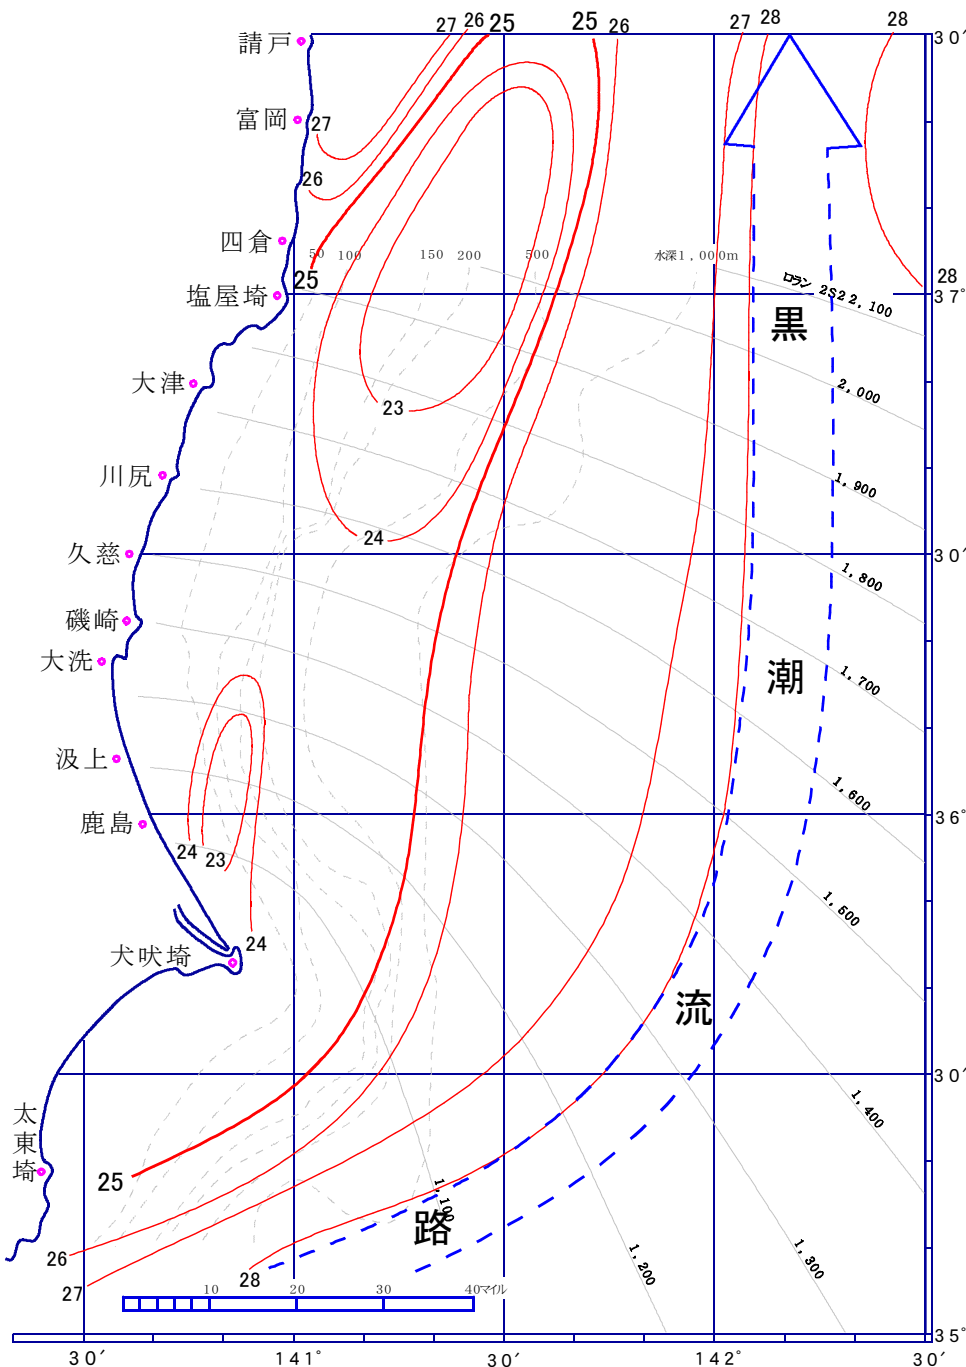 27 26 25 25 26 27 28 28
請戸
30′
富岡
27
26
四倉
50 100 150 200 500 水深1,000m
塩屋埼
25
28
37°
ロラン 2S22,100
黒
大津
2,000
23
川尻
1,900
24
久慈
30′
1,800
磯崎
大洗
潮
1,700
汲上
1,600
鹿島
36°
24 23
1,500
犬吠埼
24
流
30′
1,400
太東埼
25
1,100
路
26
1,200
1,300
28
27
10 20 30 40マイル
35°
30′ 141° 30′ 142° 30′